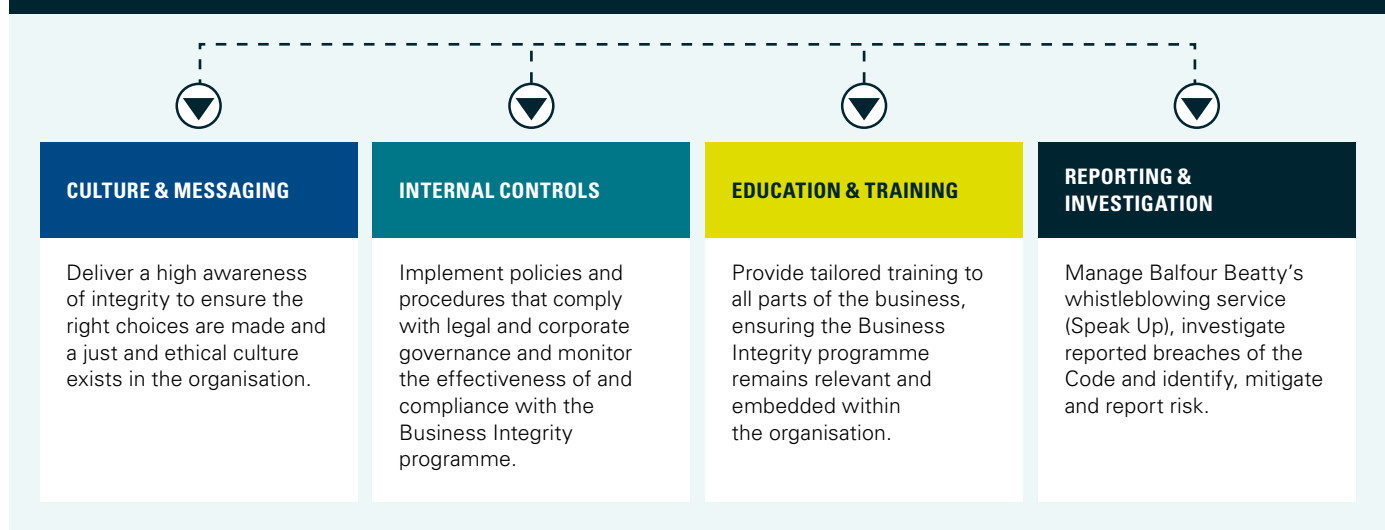 CULTURE & MESSAGING
Deliver a high awareness
of integrity to ensure the
right choices are made and
a just and ethical culture
exists in the organisation.
INTERNAL CONTROLS
Implement policies and
procedures that comply
with legal and corporate
governance and monitor
the effectiveness of and
compliance with the
Business Integrity
programme.
EDUCATION & TRAINING
Provide tailored training to
all parts of the business,
ensuring the Business
Integrity programme
remains relevant and
embedded within
the organisation.
REPORTING &
INVESTIGATION
Manage Balfour Beatty’s
whistleblowing service
(Speak Up), investigate
reported breaches of the
Code and identify, mitigate
and report risk.